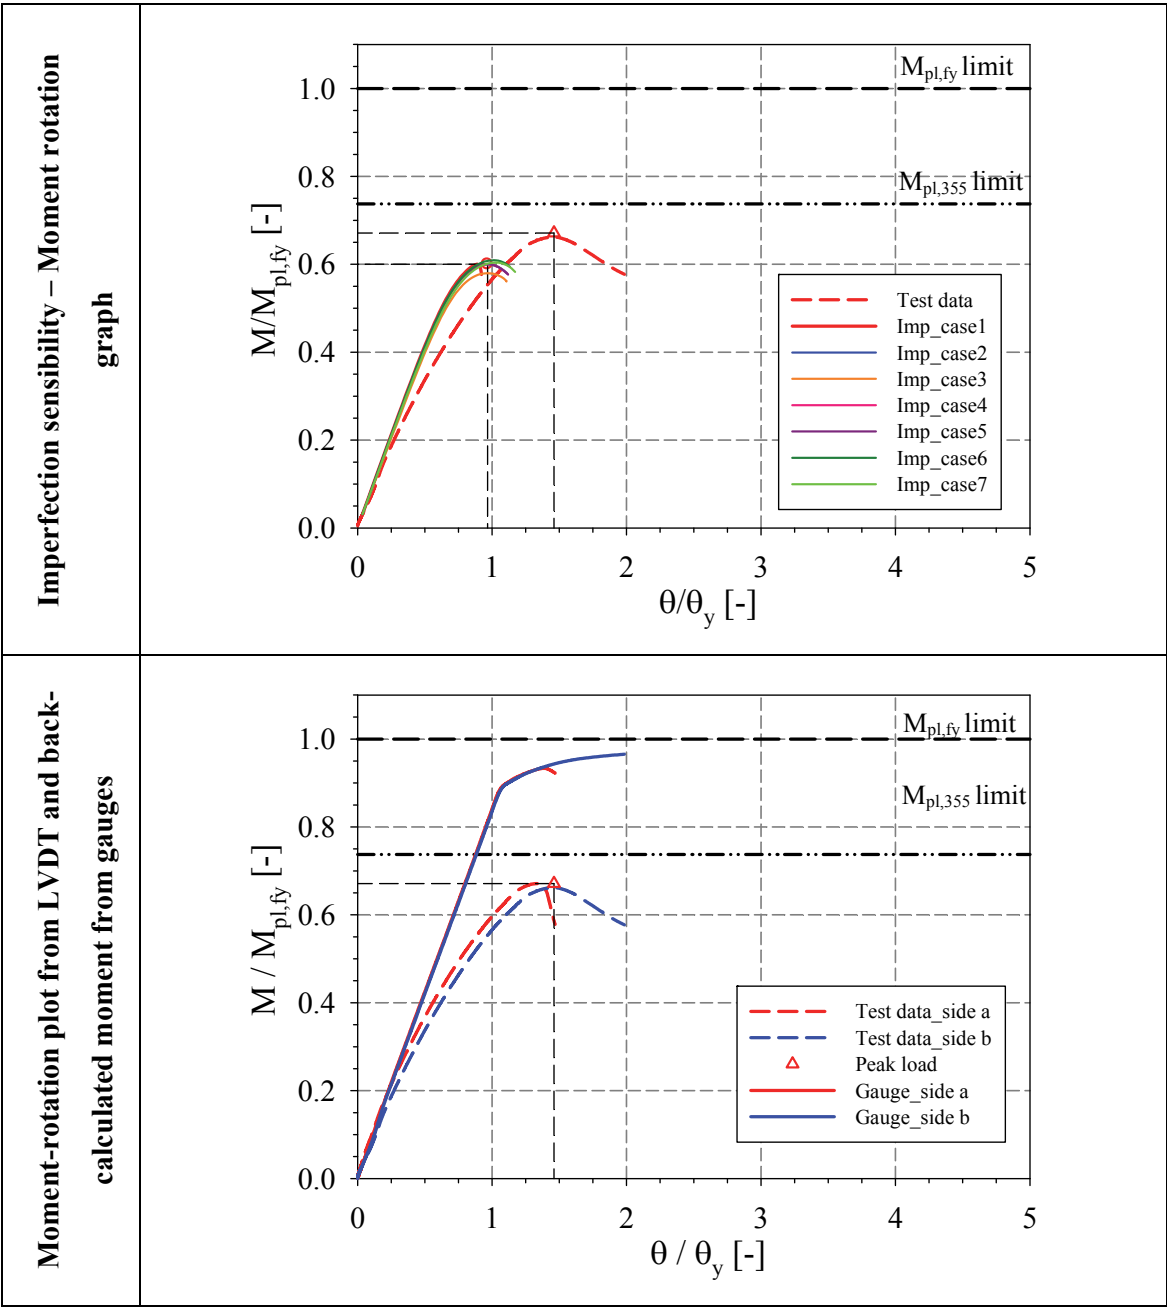 Imperfection sensibility – Moment rotation
graph
M/M_pl,fy [-]
1.0
0.8
0.6
0.4
0.2
0.0
M_pl,fy limit
M_pl,355 limit
Test data
Imp_case1
Imp_case2
Imp_case3
Imp_case4
Imp_case5
Imp_case6
Imp_case7
0 1 2 3 4 5
θ/θ_y [-]
Moment-rotation plot from LVDT and back-
calculated moment from gauges
M / M_pl,fy [-]
1.0
0.8
0.6
0.4
0.2
0.0
M_pl,fy limit
M_pl,355 limit
Test data_side a
Test data_side b
Peak load
Gauge_side a
Gauge_side b
0 1 2 3 4 5
θ / θ_y [-]